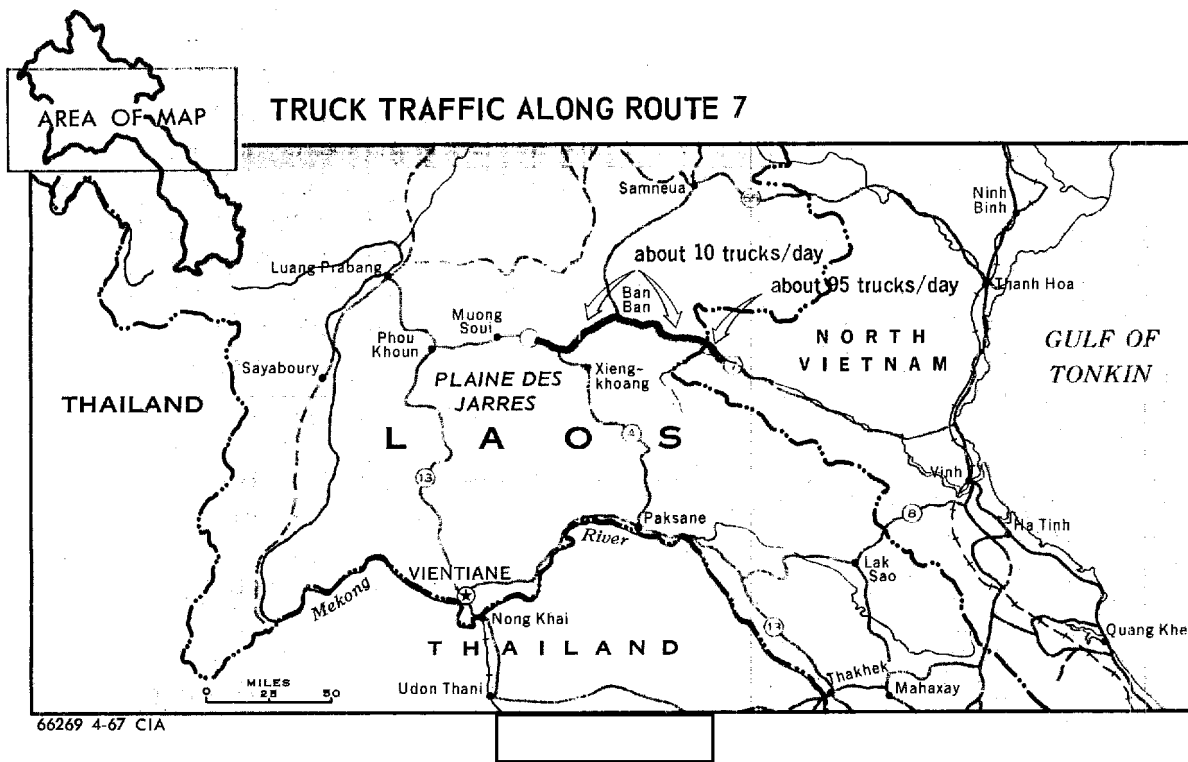 AREA OF MAP
TRUCK TRAFFIC ALONG ROUTE 7
Samneua
Ninh
Binh
about 10 trucks/day
Luang Prabang
about 95 trucks/day
Thanh Hoa
Ban
Ban
Muong
Soui
Phou
Khoun
NORTH
VIETNAM
GULF OF
TONKIN
7
Sayaboury
Xieng-
khoang
PLAINE DES
JARRES
THAILAND
LAOS
4
13
Vinh
8
Paksane
Ha Tinh
River
Lak
Sao
VIENTIANE
Mekong
Nong Khai
13
Quang Khe
THAILAND
MILES
0 25 50
Udon Thani
Thakhek
Mahaxay
66269 4-67 CIA